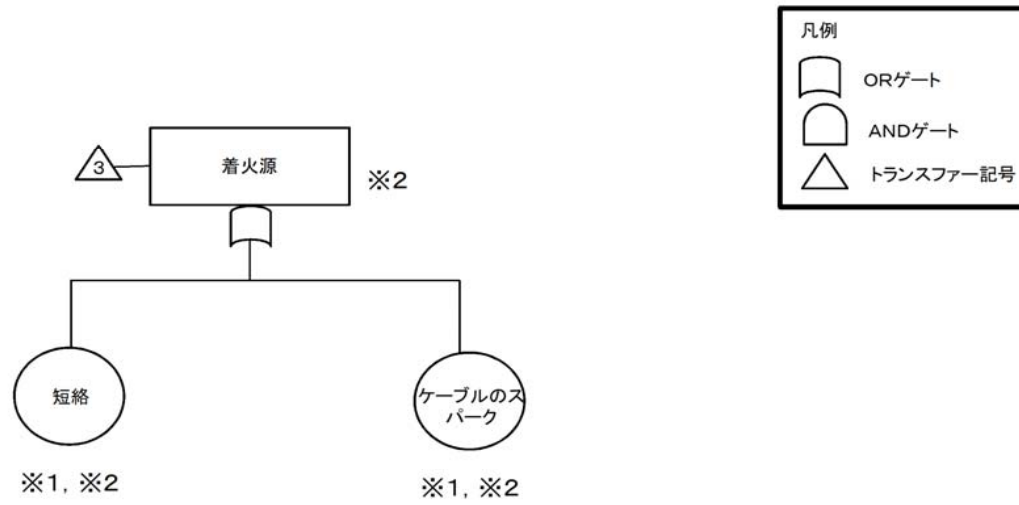 凡例
ORゲート
ANDゲート
トランスファー記号
3
着火源
※2
短絡
ケーブルのス
パーク
※1, ※2
※1, ※2